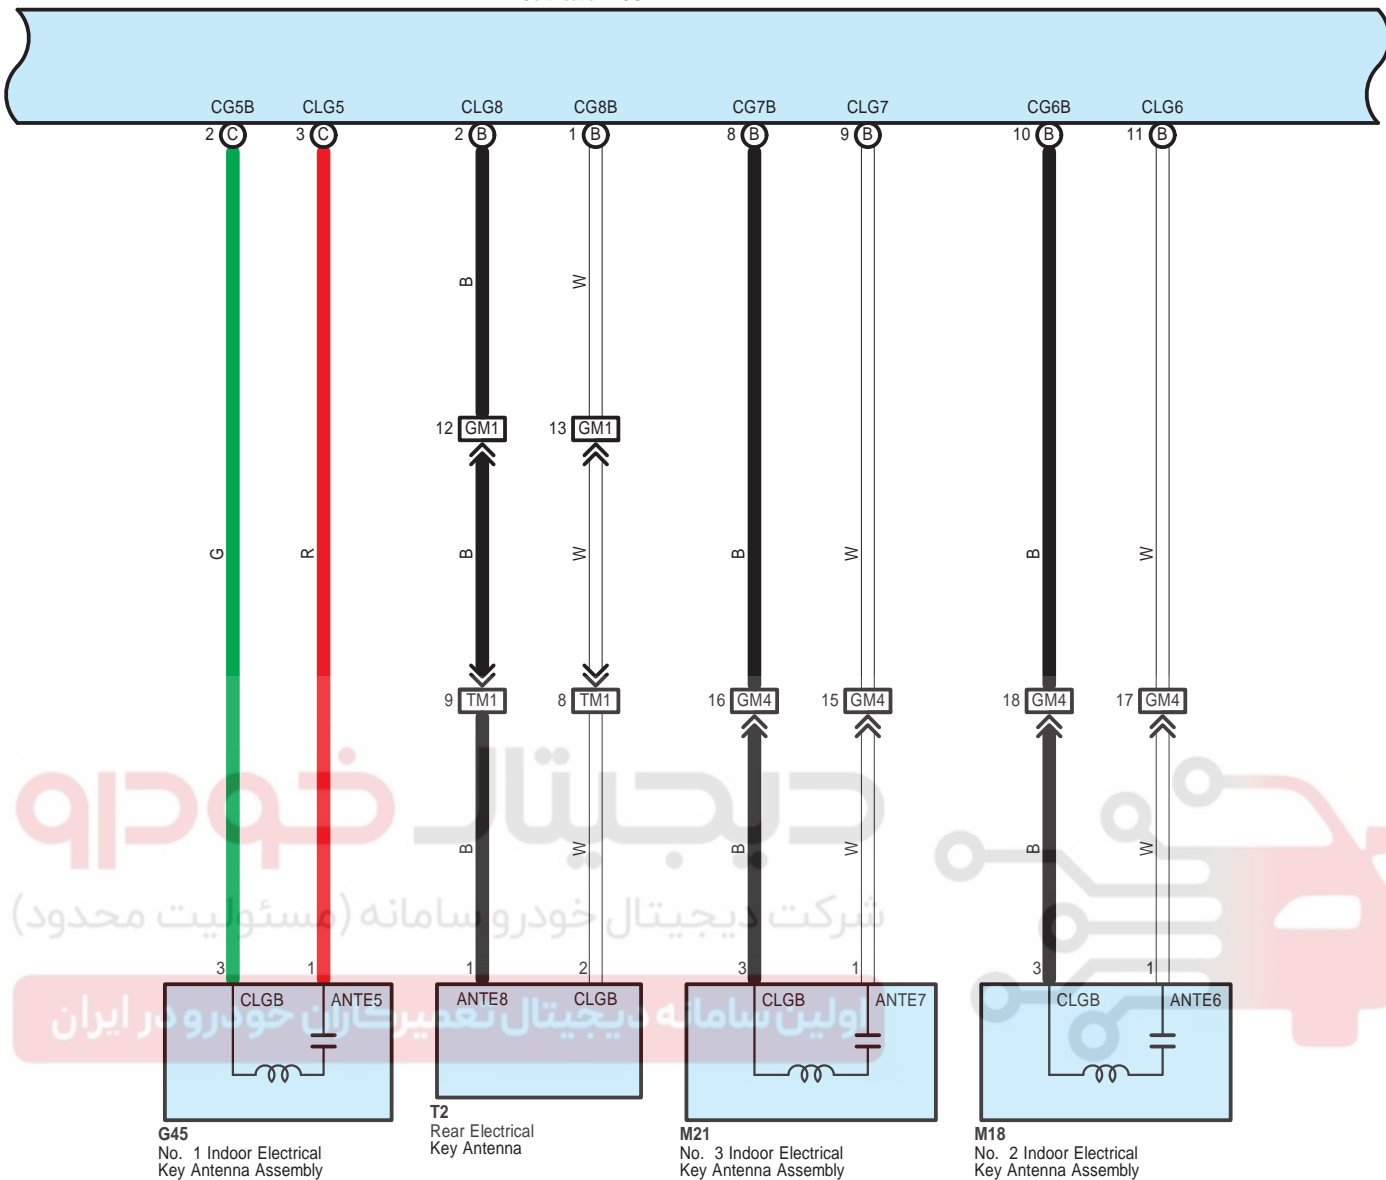 CG5B CLG5 CLG8 CG8B CG7B CLG7 CG6B CLG6
2 C 3 C 2 B 1 B 8 B 9 B 10 B 11 B
B W
12 GM1 13 GM1
G R B W B W B W
9 TM1 8 TM1 16 GM4 15 GM4 18 GM4 17 GM4
دیجیتال خودرو
B W B W B W
شرکت دیجیتال خودرو سامانه (مسئولیت محدود)
3 1 1 2 3 1 3 1
CLGB ANTE5 ANTE8 CLGB CLGB ANTE7 CLGB ANTE6
اولین سامانه دیجیتال تعمیرکاران خودرو در ایران
G45
No. 1 Indoor Electrical
Key Antenna Assembly
T2
Rear Electrical
Key Antenna
M21
No. 3 Indoor Electrical
Key Antenna Assembly
M18
No. 2 Indoor Electrical
Key Antenna Assembly